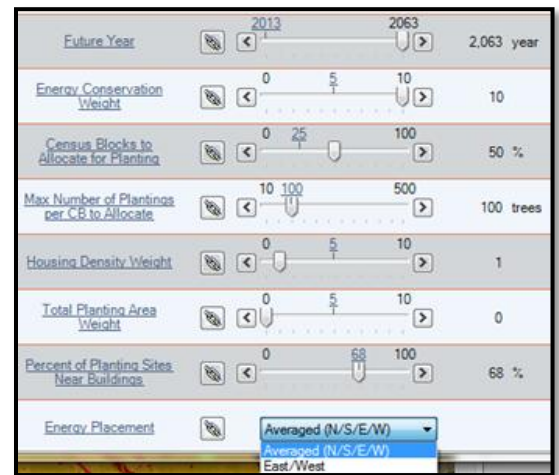 2013 2063
Future Year 2,063 year
0 5 10
Energy Conservation
Weight 10
0 25 100
Census Blocks to
Allocate for Planting 50 %
10 100 500
Max Number of Plantings
per CB to Allocate 100 trees
0 5 10
Housing Density Weight 1
0 5 10
Total Planting Area
Weight 0
0 68 100
Percent of Planting Sites
Near Buildings 68 %
Energy Placement Averaged (N/S/E/W)
Averaged (N/S/E/W)
East/West